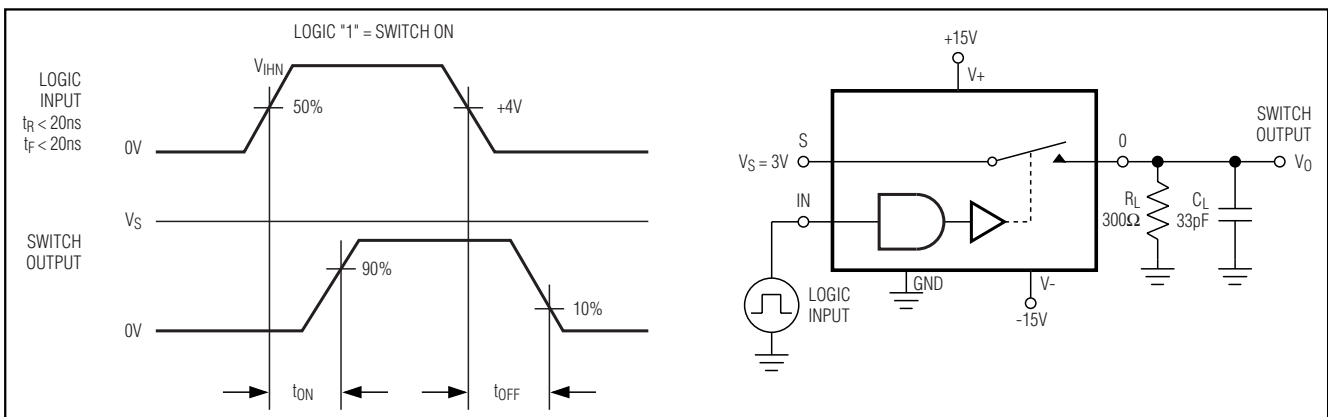 LOGIC "1" = SWITCH ON
LOGIC
INPUT
tR < 20ns
tF < 20ns
VIHN
50%
+4V
0V
VS
SWITCH
OUTPUT
90%
10%
0V
tON
tOFF
+15V
V+
S
VS = 3V
IN
LOGIC
INPUT
GND
V-
-15V
0
SWITCH
OUTPUT
VO
RL
300Ω
CL
33pF